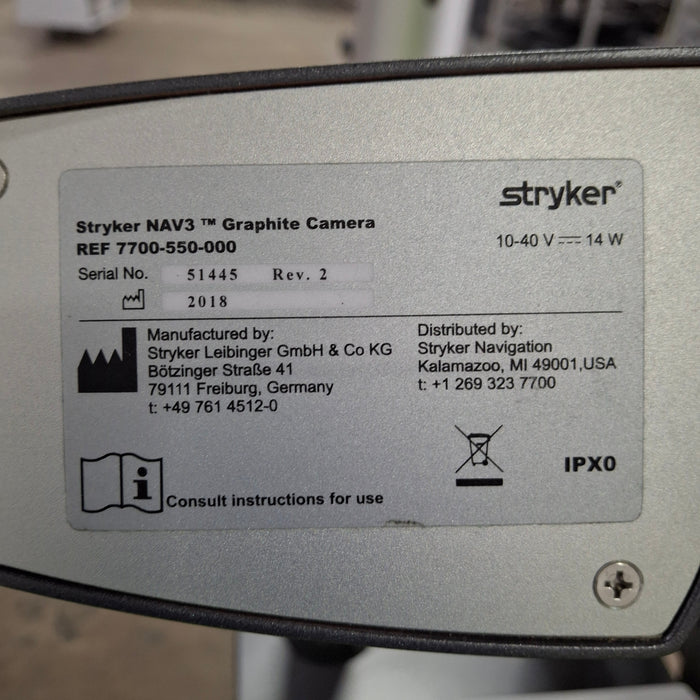 stryker®
Stryker NAV3 ™ Graphite Camera
REF 7700-550-000
10-40 V ⎓ 14 W
Serial No. 51445 Rev. 2
2018
Manufactured by:
Stryker Leibinger GmbH & Co KG
Bötzinger Straße 41
79111 Freiburg, Germany
t: +49 761 4512-0
Distributed by:
Stryker Navigation
Kalamazoo, MI 49001,USA
t: +1 269 323 7700
IPX0
i Consult instructions for use